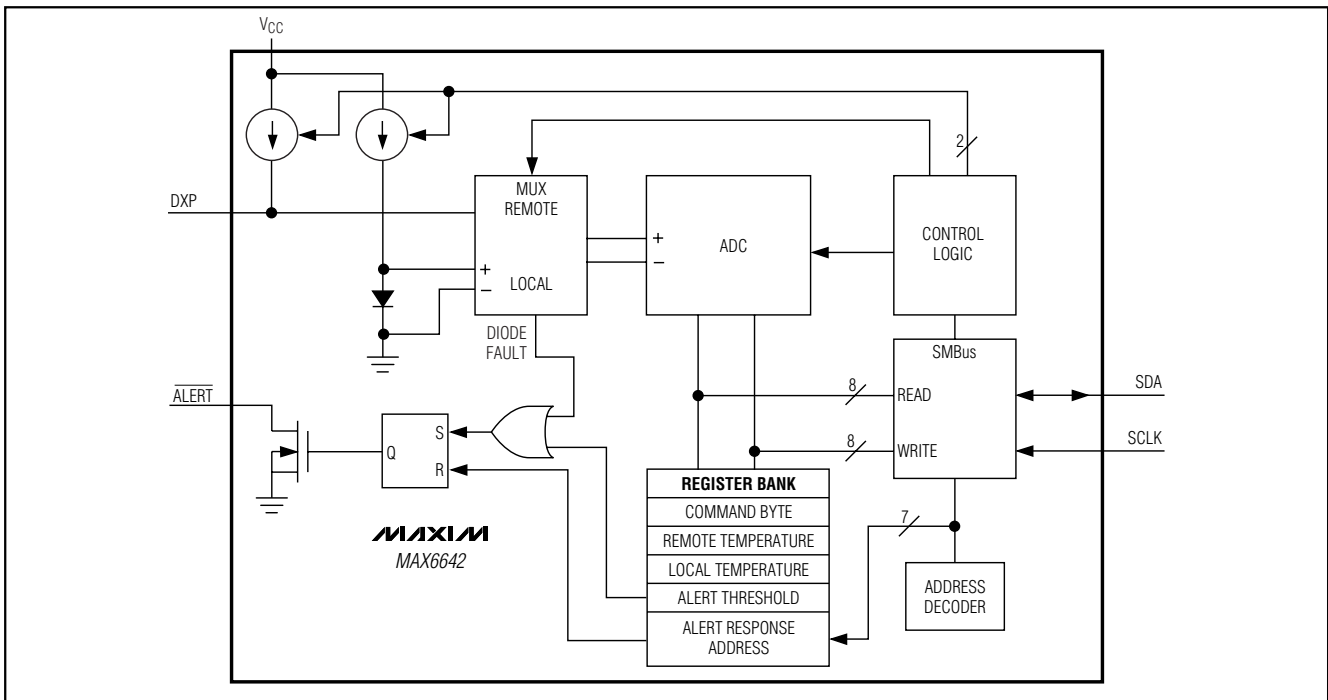 VCC
2
DXP
MUX
REMOTE
+
−
LOCAL
+
−
ADC
CONTROL
LOGIC
DIODE
FAULT
SMBus
SDA
8
READ
ALERT
S
Q
R
8
WRITE
SCLK
REGISTER BANK
COMMAND BYTE
REMOTE TEMPERATURE
LOCAL TEMPERATURE
ALERT THRESHOLD
ALERT RESPONSE
ADDRESS
7
ADDRESS
DECODER
MAXIM
MAX6642